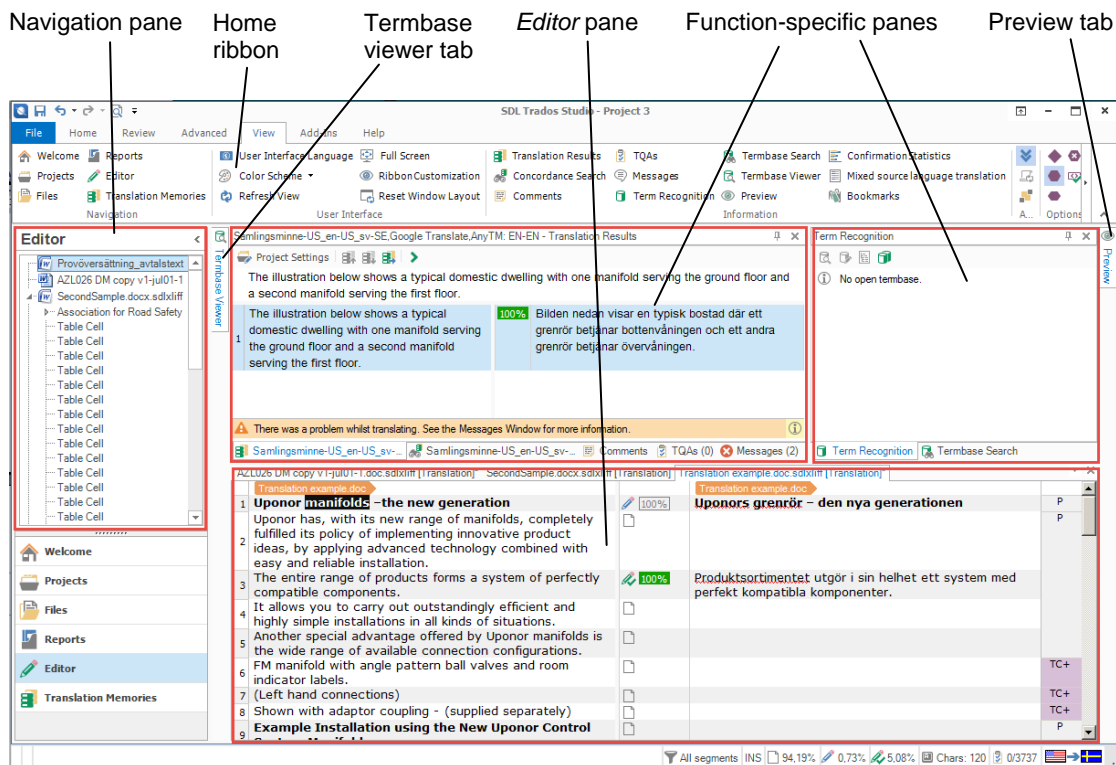 Navigation pane
Home ribbon
Termbase viewer tab
Editor pane
Function-specific panes
Preview tab
SDL Trados Studio - Project 3
File Home Review Advanced View Add-Ins Help
Welcome Reports User Interface Language Full Screen Translation Results TQAs Termbase Search Confirmation Statistics
Projects Editor Color Scheme Ribbon Customization Concordance Search Messages Termbase Viewer Mixed source language translation
Files Translation Memories Refresh View Reset Window Layout Comments Term Recognition Preview Bookmarks
Navigation User Interface Information A... Options
Editor
Provöversättning_avtalstext
AZL026 DM copy v1-jul01-1
SecondSample.docx.sdlxliff
Association for Road Safety
Table Cell
Table Cell
Table Cell
Table Cell
Table Cell
Table Cell
Table Cell
Table Cell
Table Cell
Table Cell
Table Cell
Table Cell
Table Cell
Table Cell
Welcome
Projects
Files
Reports
Editor
Translation Memories
Termbase Viewer
Samlingsminne-US_en-US_sv-SE,Google Translate,AnyTM: EN-EN - Translation Results
Project Settings
The illustration below shows a typical domestic dwelling with one manifold serving the ground floor and
a second manifold serving the first floor.
1 The illustration below shows a typical
domestic dwelling with one manifold serving
the ground floor and a second manifold
serving the first floor.
100% Bilden nedan visar en typisk bostad där ett
grenrör betjänar bottenvåningen och ett andra
grenrör betjänar övervåningen.
There was a problem whilst translating. See the Messages Window for more information.
Samlingsminne-US_en-US_sv-... Samlingsminne-US_en-US_sv-... Comments TQAs (0) Messages (2)
Term Recognition
No open termbase.
Term Recognition Termbase Search
Preview
AZL026 DM copy v1-jul01-1.doc.sdlxliff [Translation]* SecondSample.docx.sdlxliff [Translation] Translation example.doc.sdlxliff [Translation]*
Translation example.doc Translation example.doc
1 Uponor manifolds –the new generation 100% Uponors grenrör – den nya generationen P
2 Uponor has, with its new range of manifolds, completely P
fulfilled its policy of implementing innovative product
ideas, by applying advanced technology combined with
easy and reliable installation.
3 The entire range of products forms a system of perfectly
compatible components.
100% Produktsortimentet utgör i sin helhet ett system med
perfekt kompatibla komponenter.
4 It allows you to carry out outstandingly efficient and
highly simple installations in all kinds of situations.
5 Another special advantage offered by Uponor manifolds is
the wide range of available connection configurations.
6 FM manifold with angle pattern ball valves and room TC+
indicator labels.
7 (Left hand connections) TC+
8 Shown with adaptor coupling - (supplied separately) TC+
9 Example Installation using the New Uponor Control P
All segments INS 94,19% 0,73% 5,08% Chars: 120 0/3737